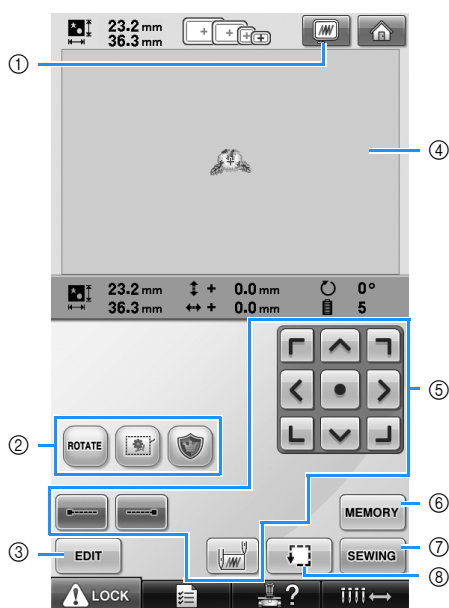 23.2 mm
36.3 mm
①
④
23.2 mm + 0.0 mm 0°
36.3 mm + 0.0 mm 5
⑤
② ROTATE
MEMORY ⑥
③ EDIT SEWING ⑦
⑧
LOCK ?